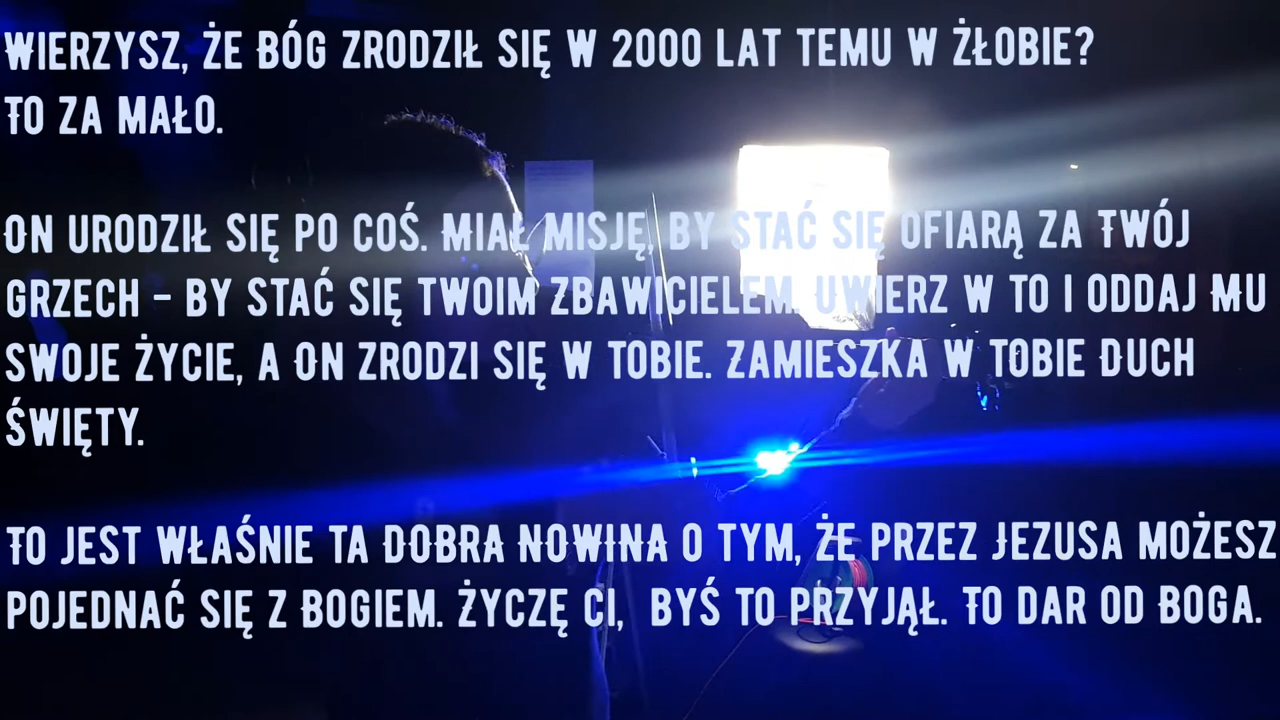 WIERZYSZ, ŻE BÓG ZRODZIŁ SIĘ W 2000 LAT TEMU W ŻŁOBIE?
TO ZA MAŁO.
ON URODZIŁ SIĘ PO COŚ. MIAŁ MISJĘ, BY STAĆ SIĘ OFIARĄ ZA TWÓJ
GRZECH – BY STAĆ SIĘ TWOIM ZBAWICIELEM. UWIERZ W TO I ODDAJ MU
SWOJE ŻYCIE, A ON ZRODZI SIĘ W TOBIE. ZAMIESZKA W TOBIE DUCH
ŚWIĘTY.
TO JEST WŁAŚNIE TA DOBRA NOWINA O TYM, ŻE PRZEZ JEZUSA MOŻESZ
POJEDNAĆ SIĘ Z BOGIEM. ŻYCZĘ CI, BYŚ TO PRZYJĄŁ. TO DAR OD BOGA.